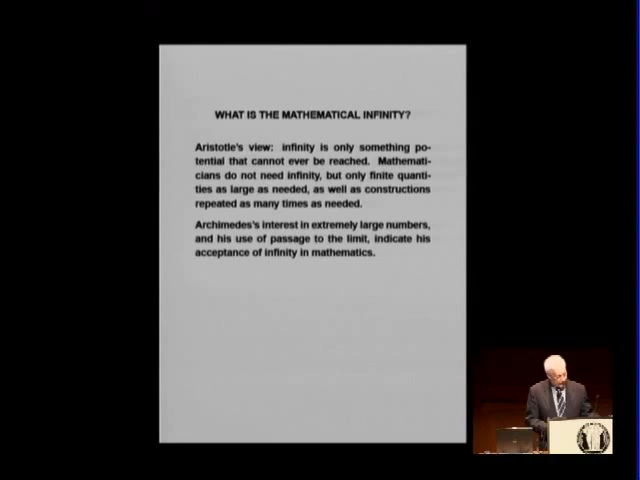 WHAT IS THE MATHEMATICAL INFINITY?
Aristotle's view: infinity is only something po-
tential that cannot ever be reached. Mathemati-
cians do not need infinity, but only finite quanti-
ties as large as needed, as well as constructions
repeated as many times as needed.
Archimedes's interest in extremely large numbers,
and his use of passage to the limit, indicate his
acceptance of infinity in mathematics.